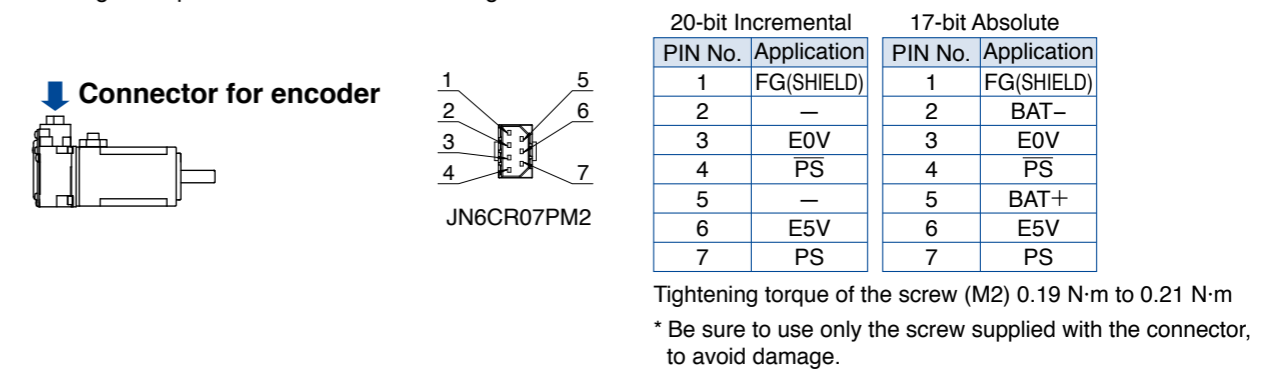 Connector for encoder
1
2
3
4
5
6
7
JN6CR07PM2
20-bit Incremental
PIN No. Application
1 FG(SHIELD)
2 –
3 E0V
4 P̅S̅
5 –
6 E5V
7 PS
17-bit Absolute
PIN No. Application
1 FG(SHIELD)
2 BAT−
3 E0V
4 P̅S̅
5 BAT+
6 E5V
7 PS
Tightening torque of the screw (M2) 0.19 N·m to 0.21 N·m
* Be sure to use only the screw supplied with the connector,
to avoid damage.